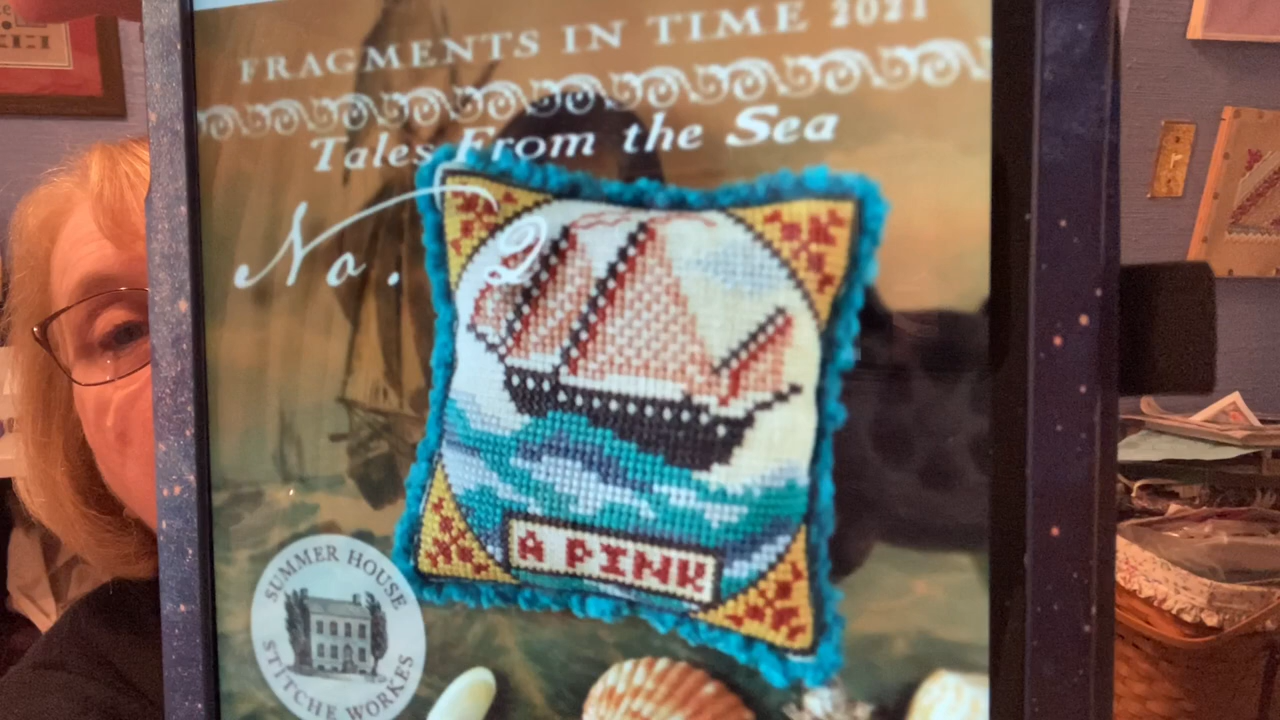 FRAGMENTS IN TIME 2021
Tales From the Sea
No. 2
A PINK
SUMMER HOUSE
STITCHE WORKES